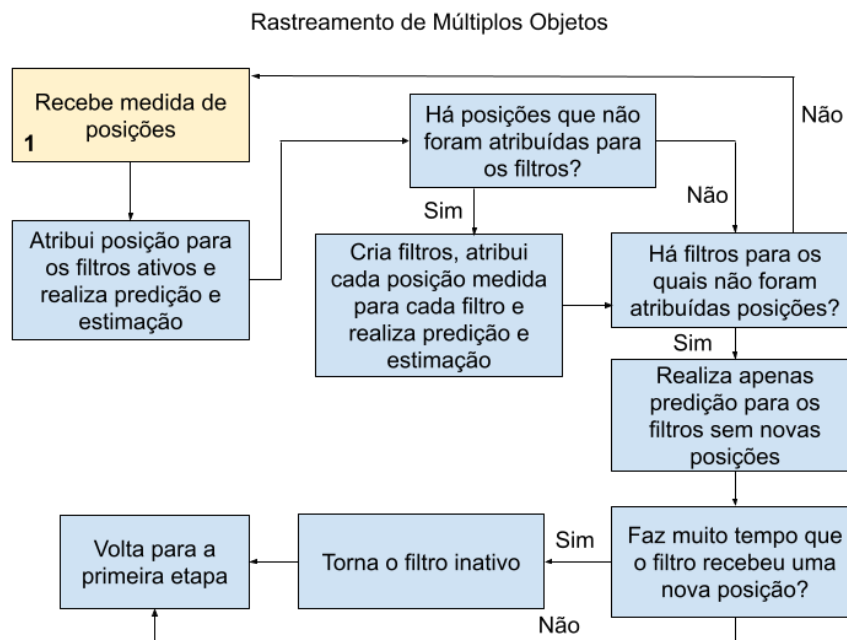 Rastreamento de Múltiplos Objetos
Recebe medida de
posições
1
Atribui posição para
os filtros ativos e
realiza predição e
estimação
Há posições que não
foram atribuídas para
os filtros?
Sim
Não
Cria filtros, atribui
cada posição medida
para cada filtro e
realiza predição e
estimação
Há filtros para os
quais não foram
atribuídas posições?
Não
Sim
Realiza apenas
predição para os
filtros sem novas
posições
Faz muito tempo que
o filtro recebeu uma
nova posição?
Sim
Torna o filtro inativo
Volta para a
primeira etapa
Não